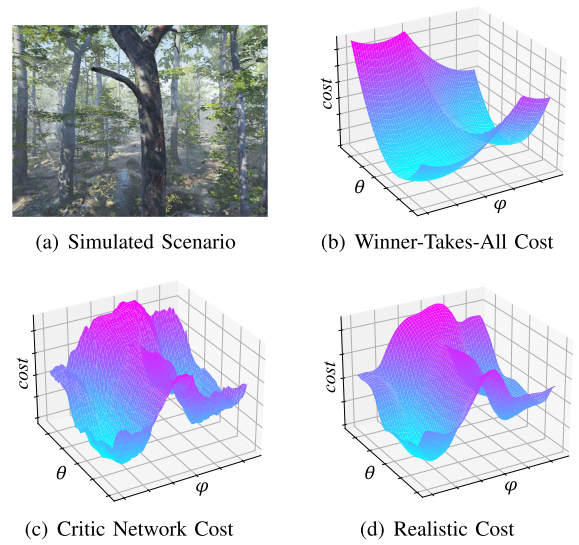 cost
θ
φ
(a) Simulated Scenario
(b) Winner-Takes-All Cost
cost
θ
φ
cost
θ
φ
(c) Critic Network Cost
(d) Realistic Cost